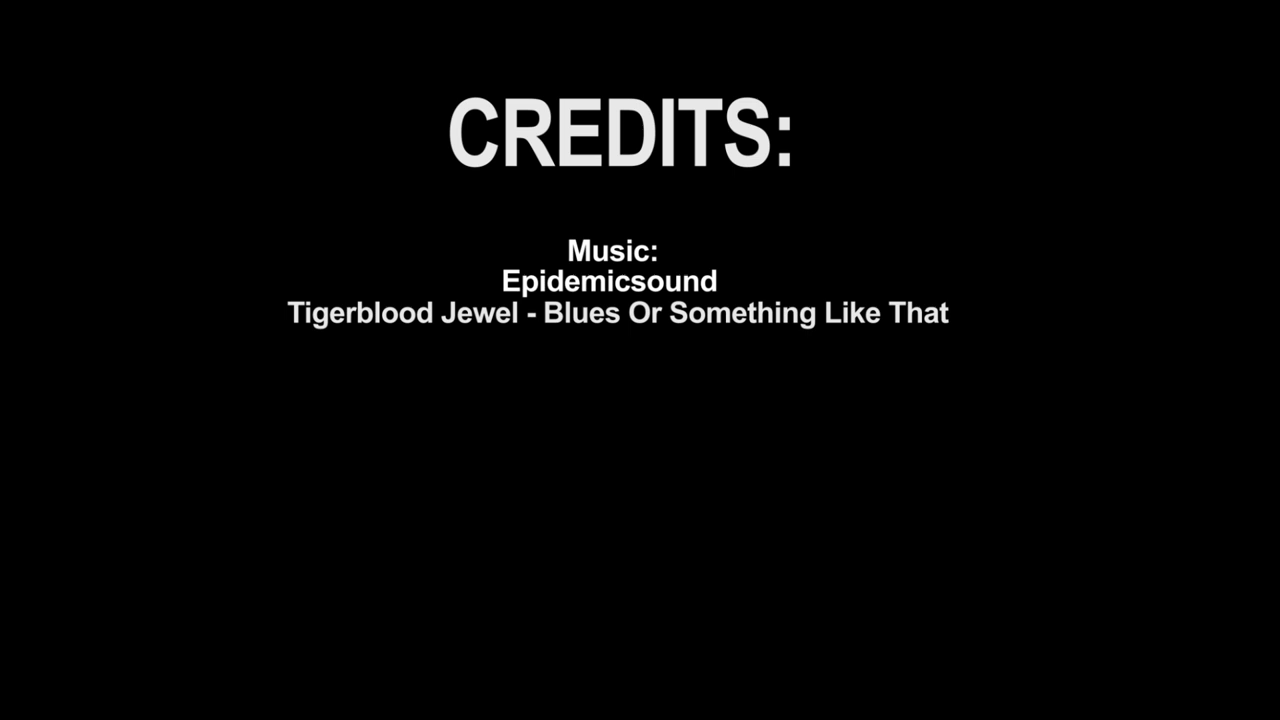 CREDITS:
Music:
Epidemicsound
Tigerblood Jewel - Blues Or Something Like That